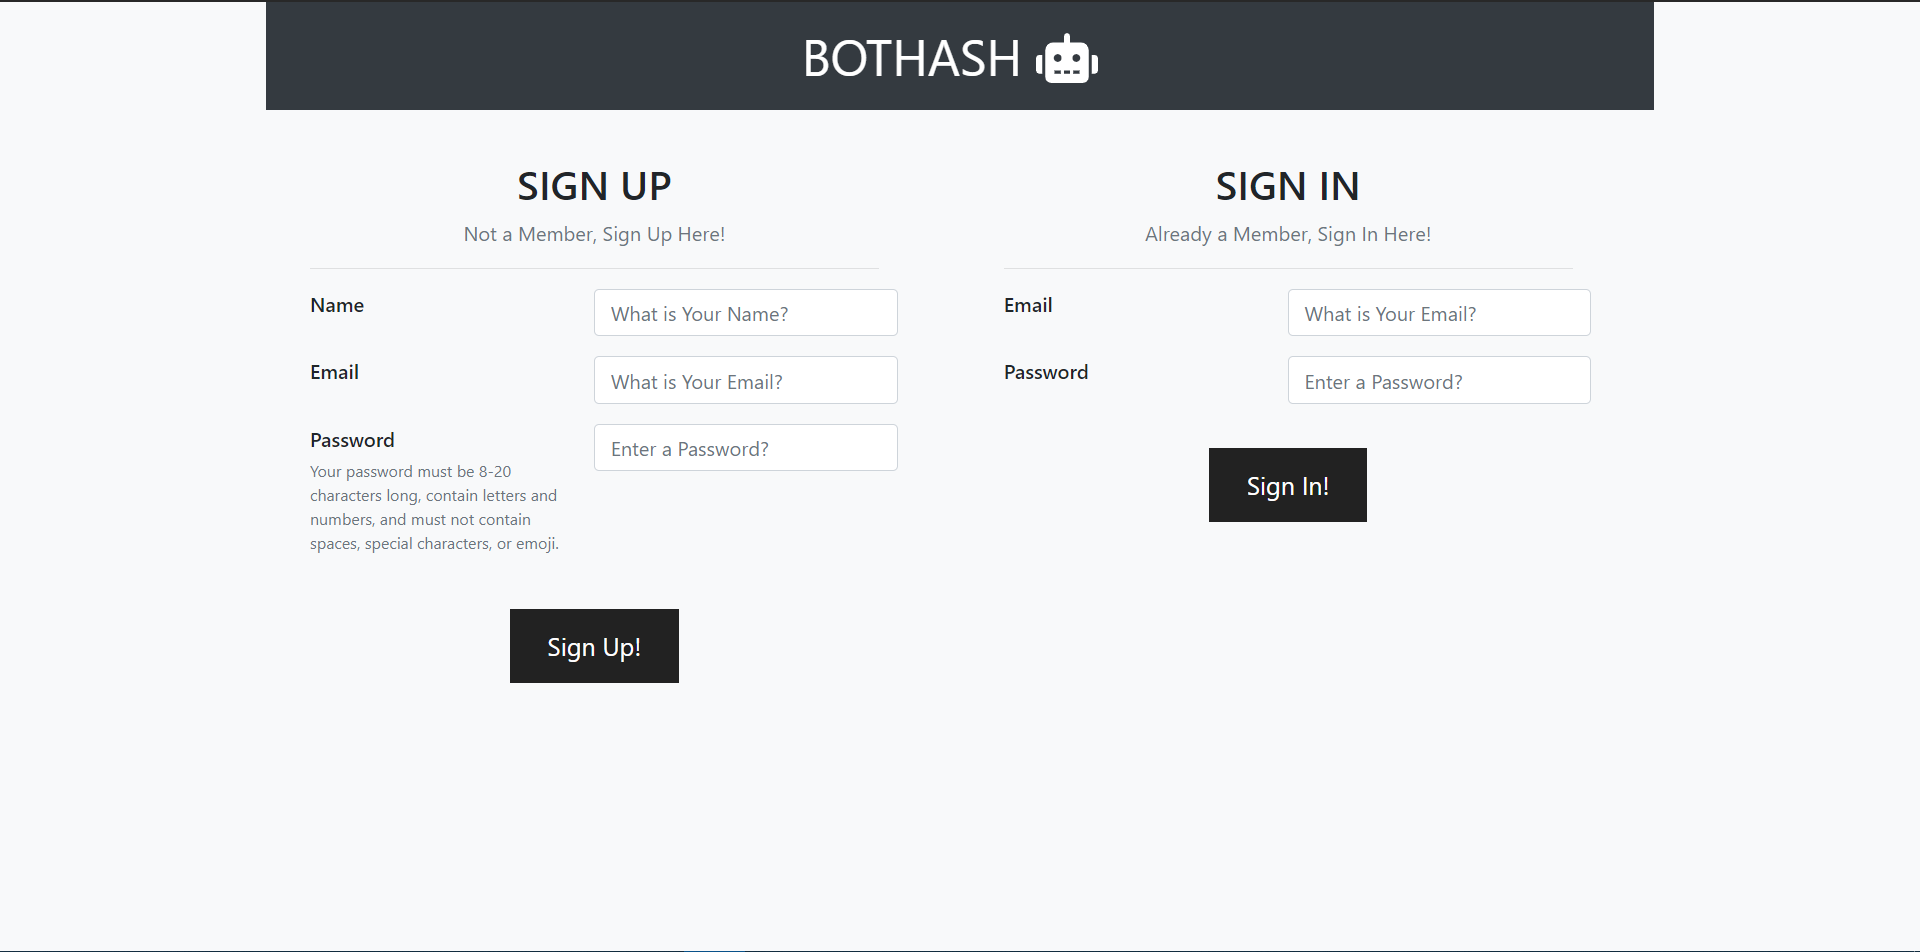 BOTHASH
SIGN UP
Not a Member, Sign Up Here!
Name
What is Your Name?
Email
What is Your Email?
Password
Enter a Password?
Your password must be 8-20
characters long, contain letters and
numbers, and must not contain
spaces, special characters, or emoji.
Sign Up!
SIGN IN
Already a Member, Sign In Here!
Email
What is Your Email?
Password
Enter a Password?
Sign In!